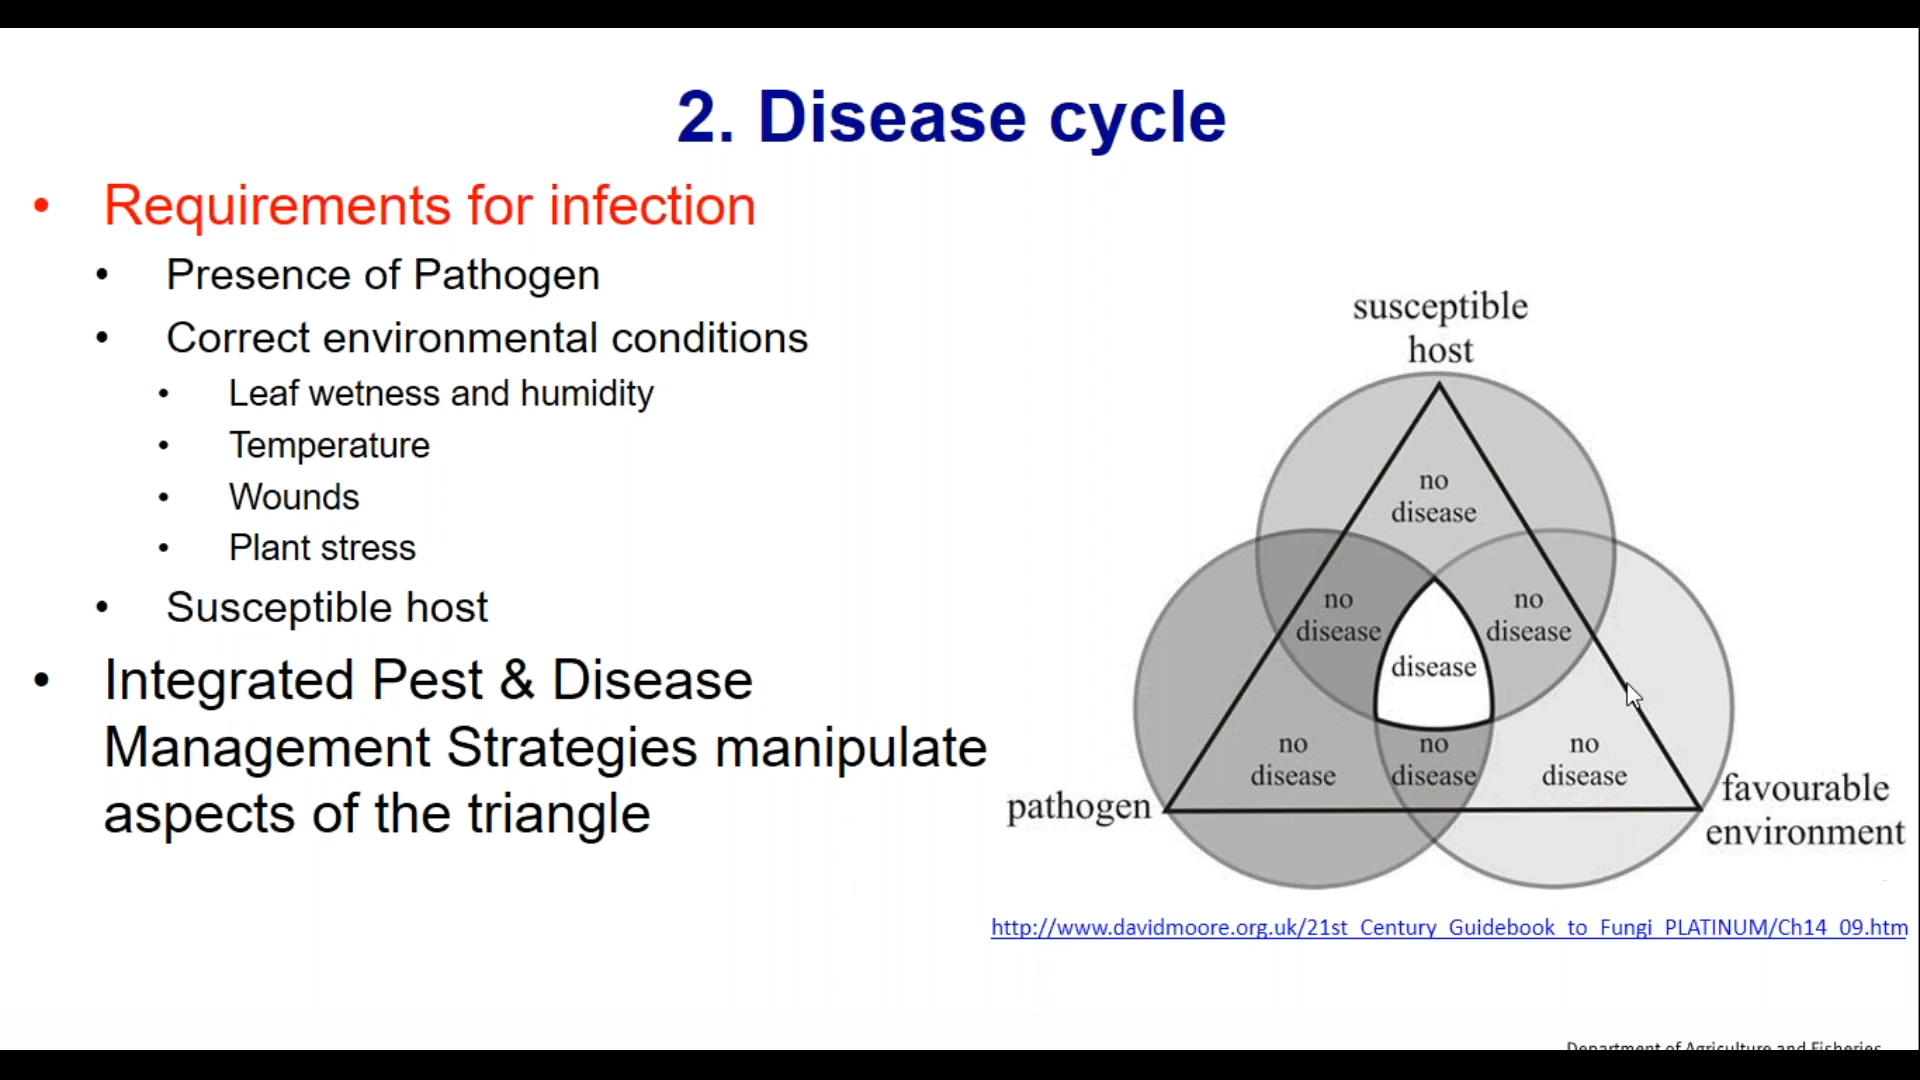 2. Disease cycle
• Requirements for infection
• Presence of Pathogen
• Correct environmental conditions
• Leaf wetness and humidity
• Temperature
• Wounds
• Plant stress
• Susceptible host
• Integrated Pest & Disease
Management Strategies manipulate
aspects of the triangle
susceptible
host
no
disease
no
disease
no
disease
disease
no
disease
no
disease
no
disease
pathogen
favourable
environment
http://www.davidmoore.org.uk/21st_Century_Guidebook_to_Fungi_PLATINUM/Ch14_09.htm
Department of Agriculture and Fisheries